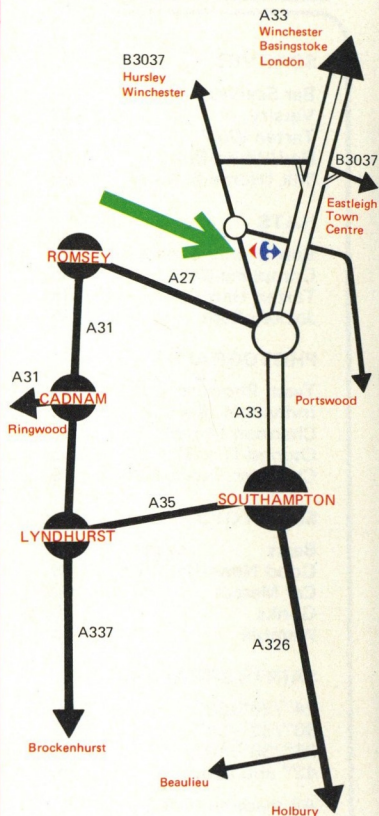 A33
Winchester
Basingstoke
London
B3037
Hursley
Winchester
B3037
Eastleigh
Town
Centre
ROMSEY
A27
A31
A31
CADNAM
Ringwood
Portswood
A33
SOUTHAMPTON
A35
LYNDHURST
A337
A326
Brockenhurst
Beaulieu
Holbury